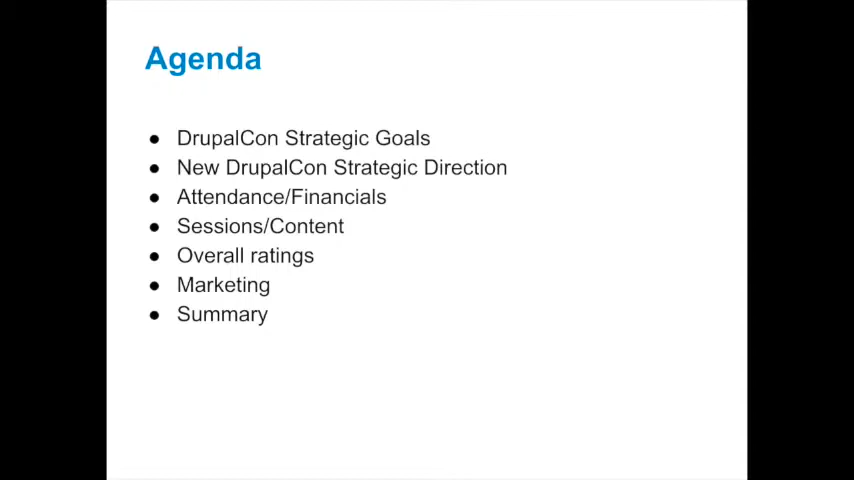 Agenda
● DrupalCon Strategic Goals
● New DrupalCon Strategic Direction
● Attendance/Financials
● Sessions/Content
● Overall ratings
● Marketing
● Summary